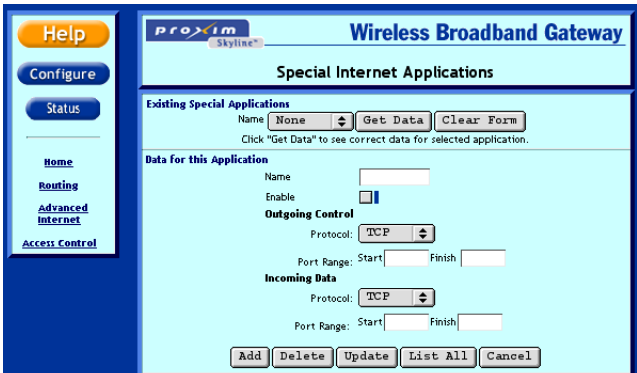 Help
Configure
Status
Home
Routing
Advanced
Internet
Access Control
proxim
Skyline™
Wireless Broadband Gateway
Special Internet Applications
Existing Special Applications
Name None Get Data Clear Form
Click "Get Data" to see correct data for selected application.
Data for this Application
Name
Enable
Outgoing Control
Protocol: TCP
Port Range: Start Finish
Incoming Data
Protocol: TCP
Port Range: Start Finish
Add Delete Update List All Cancel